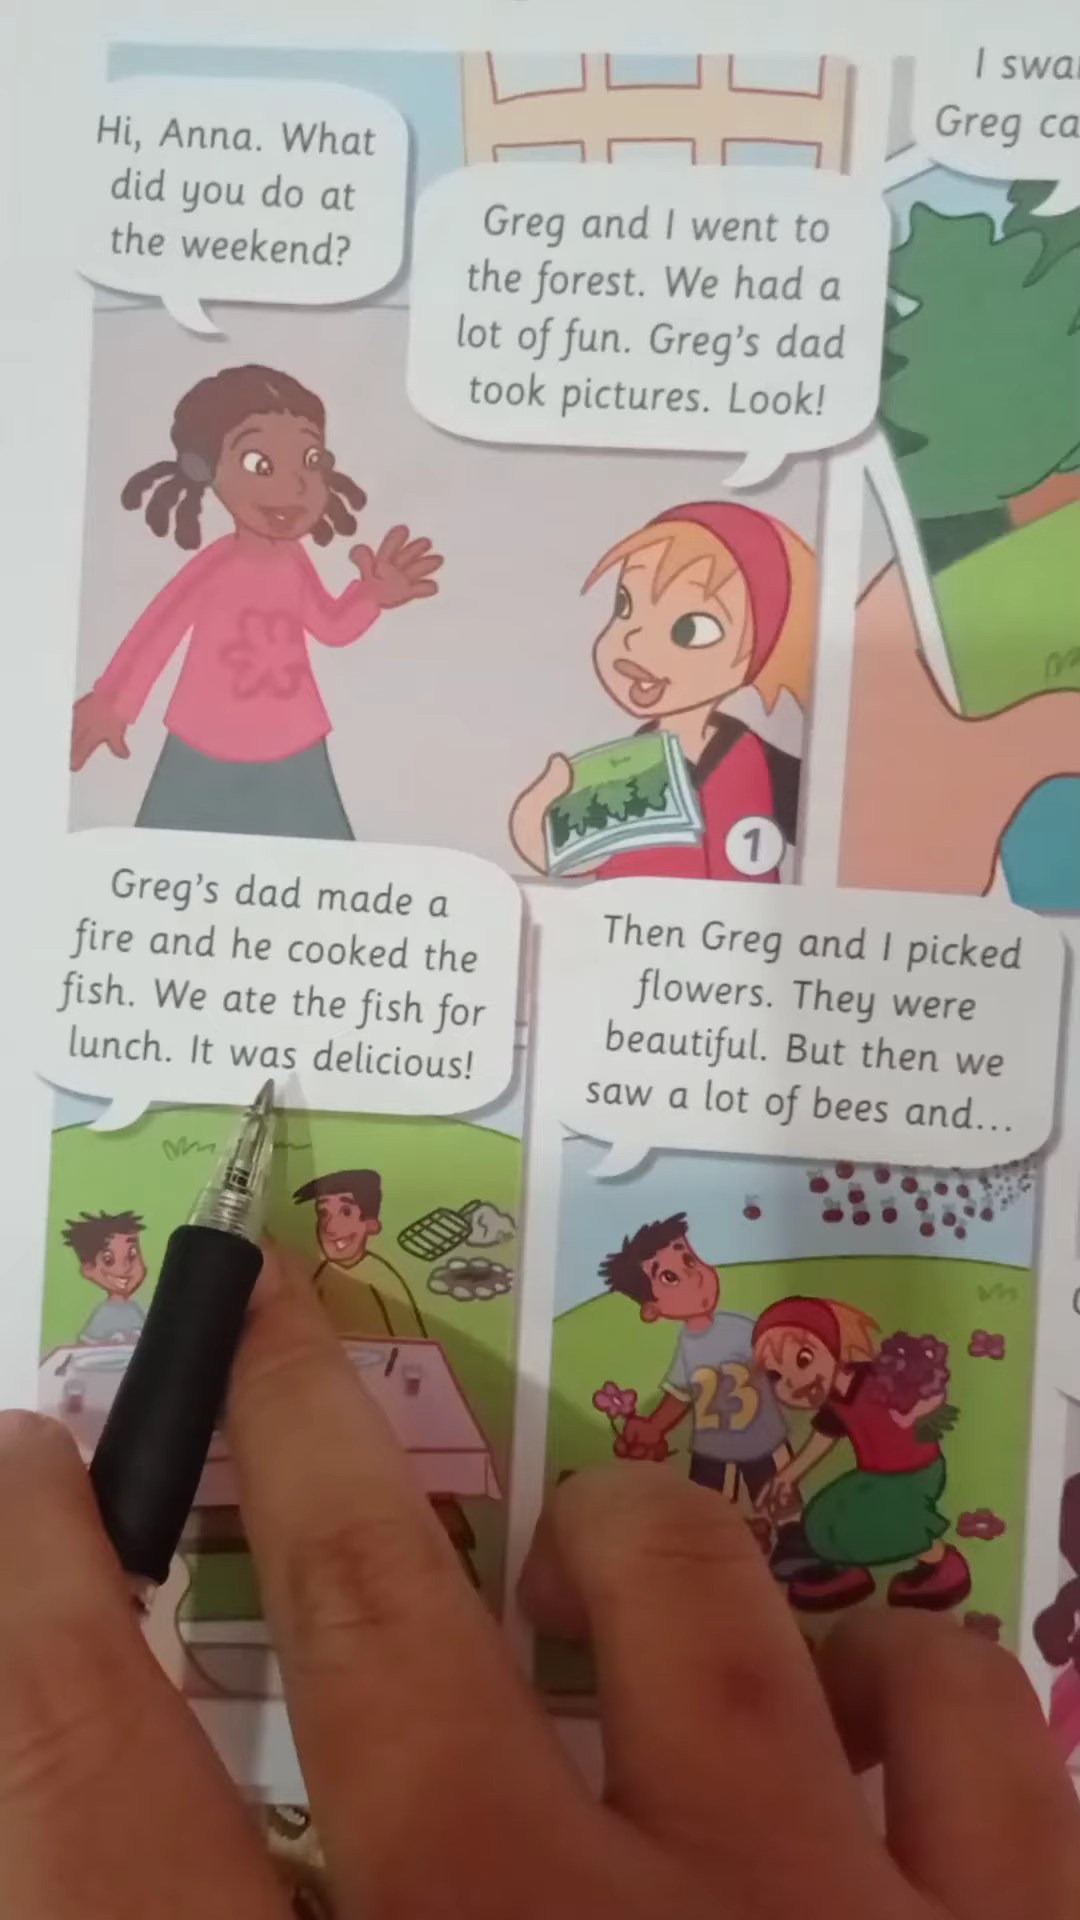 Hi, Anna. What
did you do at
the weekend?
Greg and I went to
the forest. We had a
lot of fun. Greg's dad
took pictures. Look!
1
I
Greg
Greg's dad made a
fire and he cooked the
fish. We ate the fish for
lunch. It was delicious!
Then Greg and I picked
flowers. They were
beautiful. But then we
saw a lot of bees and...
23